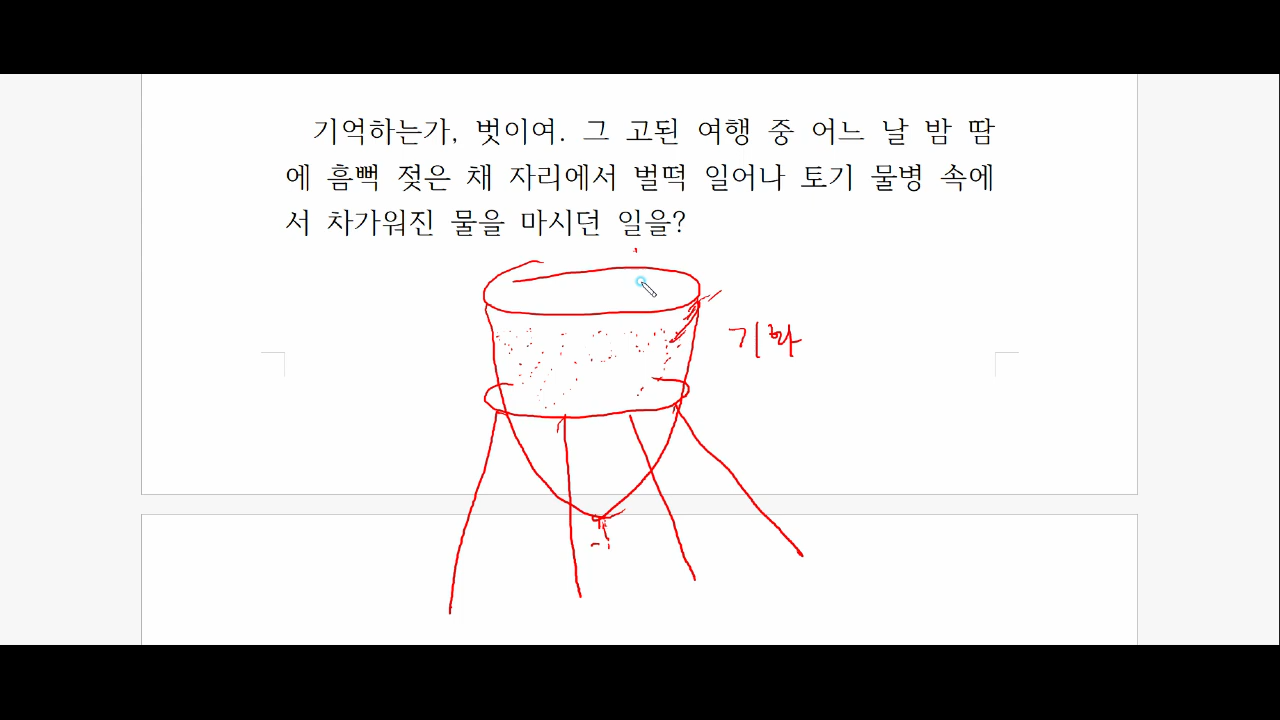 기억하는가, 벗이여. 그 고된 여행 중 어느 날 밤 땀
에 흠뻑 젖은 채 자리에서 벌떡 일어나 토기 물병 속에
서 차가워진 물을 마시던 일을?
기화